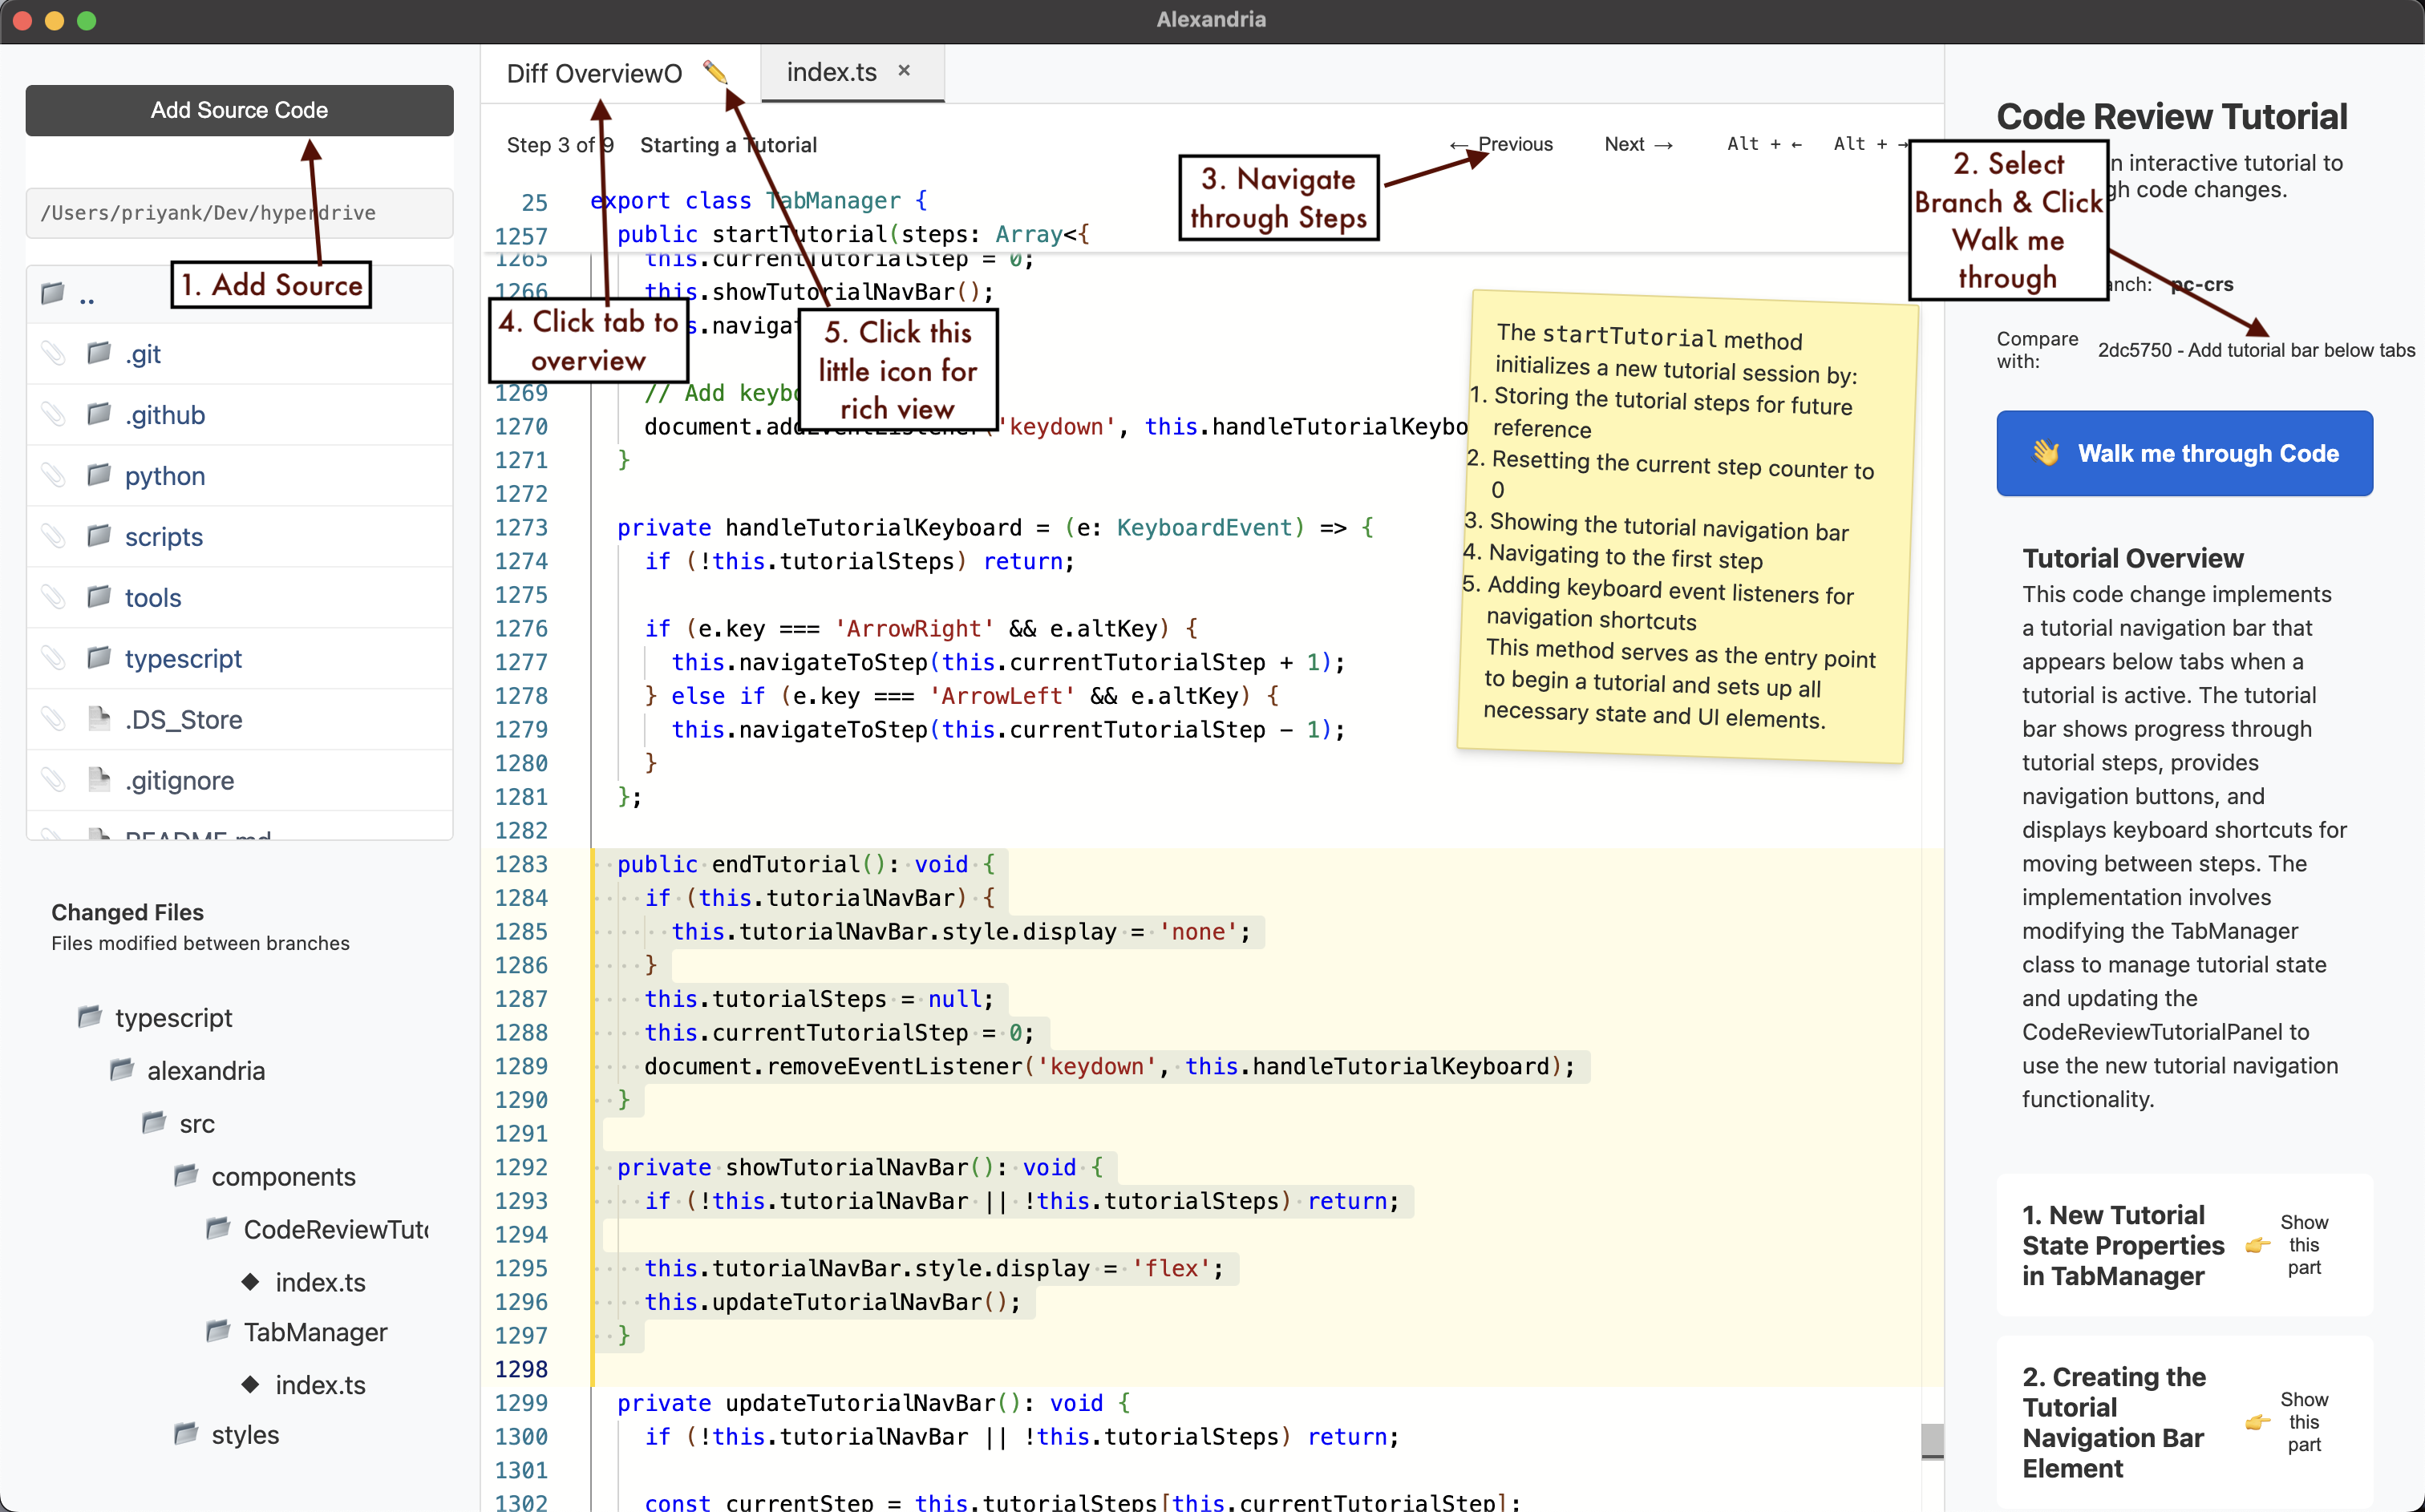 Alexandria
Add Source Code
/Users/priyank/Dev/hyperdrive
1. Add Source
..
.git
.github
python
scripts
tools
typescript
.DS_Store
.gitignore
README.md
Changed Files
Files modified between branches
typescript
alexandria
src
components
CodeReviewTuto
index.ts
TabManager
index.ts
styles
Diff OverviewO
index.ts ×
Step 3 of 9 Starting a Tutorial
← Previous Next → Alt + ← Alt + →
3. Navigate
through Steps
4. Click tab to
overview
5. Click this
little icon for
rich view
25 export class TabManager {
1257 public startTutorial(steps: Array<{
1265 this.currentTutorialStep = 0;
1266 this.showTutorialNavBar();
s.navigat
1269 // Add keybo
1270 document.addEventListener('keydown', this.handleTutorialKeybo
1271 }
1272
1273 private handleTutorialKeyboard = (e: KeyboardEvent) => {
1274 if (!this.tutorialSteps) return;
1275
1276 if (e.key === 'ArrowRight' && e.altKey) {
1277 this.navigateToStep(this.currentTutorialStep + 1);
1278 } else if (e.key === 'ArrowLeft' && e.altKey) {
1279 this.navigateToStep(this.currentTutorialStep - 1);
1280 }
1281 };
1282
1283 public endTutorial(): void {
1284 if (this.tutorialNavBar) {
1285 this.tutorialNavBar.style.display = 'none';
1286 }
1287 this.tutorialSteps = null;
1288 this.currentTutorialStep = 0;
1289 document.removeEventListener('keydown', this.handleTutorialKeyboard);
1290 }
1291
1292 private showTutorialNavBar(): void {
1293 if (!this.tutorialNavBar || !this.tutorialSteps) return;
1294
1295 this.tutorialNavBar.style.display = 'flex';
1296 this.updateTutorialNavBar();
1297 }
1298
1299 private updateTutorialNavBar(): void {
1300 if (!this.tutorialNavBar || !this.tutorialSteps) return;
1301
1302 const currentStep = this.tutorialSteps[this.currentTutorialStep];
The startTutorial method
initializes a new tutorial session by:
1. Storing the tutorial steps for future
reference
2. Resetting the current step counter to
0
3. Showing the tutorial navigation bar
4. Navigating to the first step
5. Adding keyboard event listeners for
navigation shortcuts
This method serves as the entry point
to begin a tutorial and sets up all
necessary state and UI elements.
Code Review Tutorial
n interactive tutorial to
gh code changes.
2. Select
Branch & Click
Walk me
through
anch: pc-crs
Compare
with:
2dc5750 - Add tutorial bar below tabs
Walk me through Code
Tutorial Overview
This code change implements
a tutorial navigation bar that
appears below tabs when a
tutorial is active. The tutorial
bar shows progress through
tutorial steps, provides
navigation buttons, and
displays keyboard shortcuts for
moving between steps. The
implementation involves
modifying the TabManager
class to manage tutorial state
and updating the
CodeReviewTutorialPanel to
use the new tutorial navigation
functionality.
1. New Tutorial
State Properties
in TabManager
Show
this
part
2. Creating the
Tutorial
Navigation Bar
Element
Show
this
part